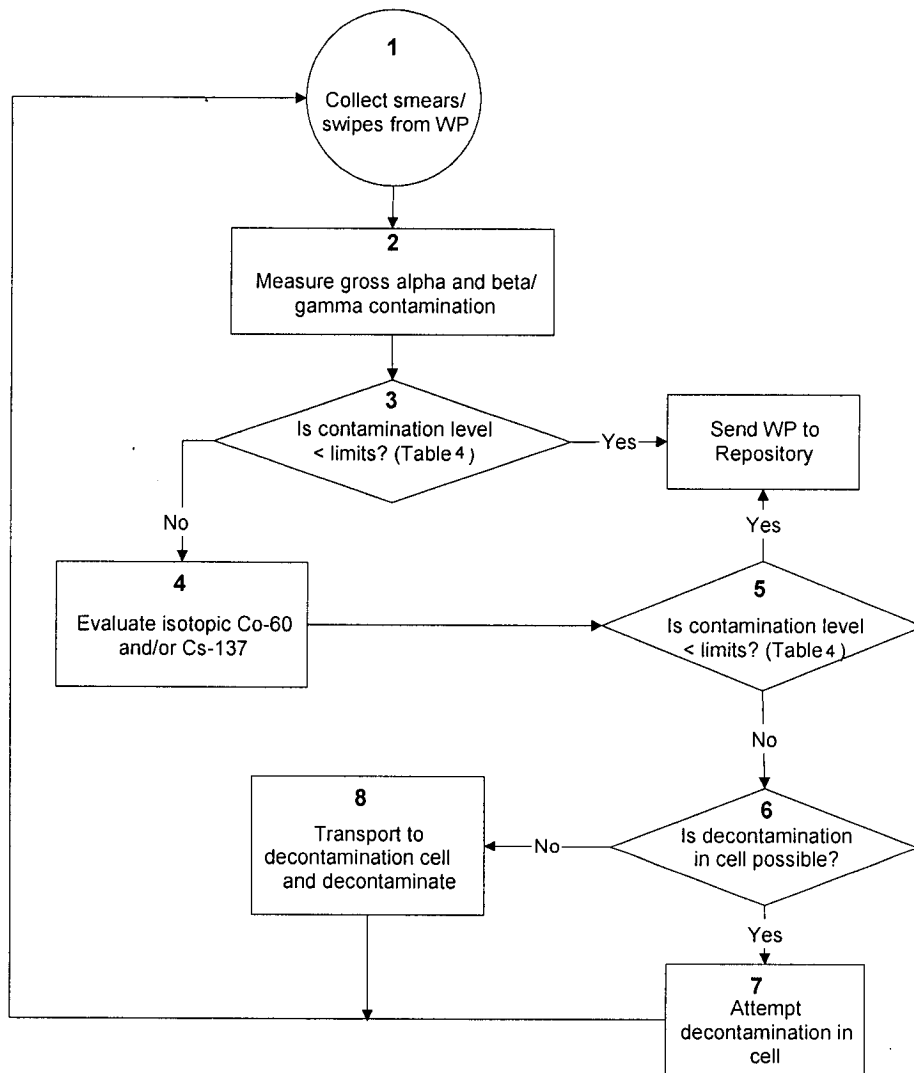 1
Collect smears/
swipes from WP
2
Measure gross alpha and beta/
gamma contamination
3
Is contamination level
< limits? (Table 4)
Yes
Send WP to
Repository
No
Yes
4
Evaluate isotopic Co-60
and/or Cs-137
5
Is contamination level
< limits? (Table 4)
No
6
Is decontamination
in cell possible?
No
8
Transport to
decontamination cell
and decontaminate
Yes
7
Attempt
decontamination in
cell